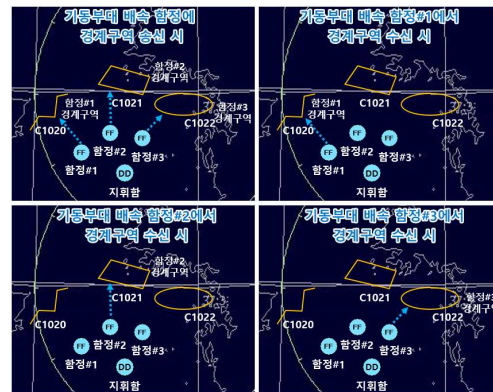 기동부대 배속 함정에
경계구역 송신 시
함정#2
경계구역
함정#1
경계구역
C1021
함정#3
경계구역
C1020
C1022
FF
FF
FF
함정#2
함정#3
함정#1
DD
지휘함
기동부대 배속 함정#1에서
경계구역 수신 시
함정#1
경계구역
C1021
C1020
C1022
FF
FF
FF
함정#2
함정#3
함정#1
DD
지휘함
기동부대 배속 함정#2에서
경계구역 수신 시
함정#2
경계구역
C1021
C1020
C1022
FF
FF
FF
함정#2
함정#3
함정#1
DD
지휘함
기동부대 배속 함정#3에서
경계구역 수신 시
함정#3
경계구역
C1021
C1020
C1022
FF
FF
FF
함정#2
함정#3
함정#1
DD
지휘함